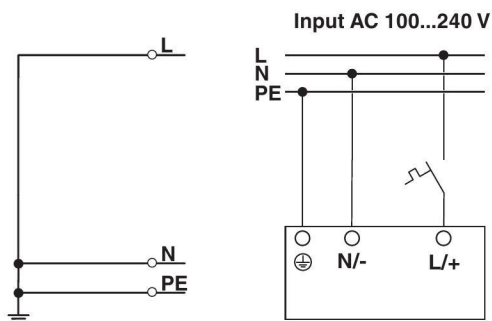 Input AC 100...240 V
L
N
PE
L
N
PE
N/-
L/+